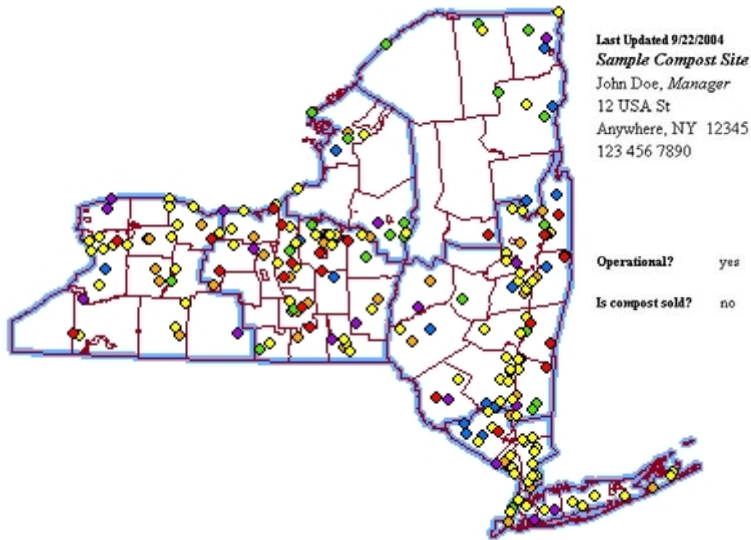 Last Updated 9/22/2004
Sample Compost Site
John Doe, Manager
12 USA St
Anywhere, NY 12345
123 456 7890
Operational? yes
Is compost sold? no